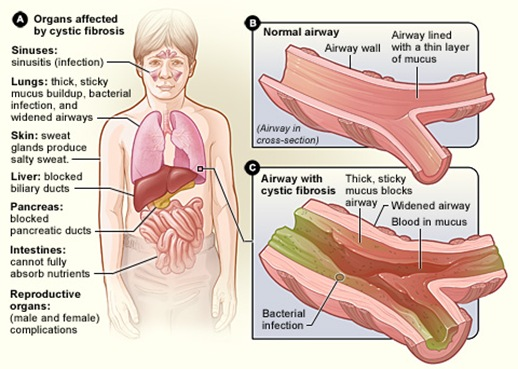 A Organs affected
by cystic fibrosis
Sinuses:
sinusitis (infection)
Lungs: thick, sticky
mucus buildup, bacterial
infection, and
widened airways
Skin: sweat
glands produce
salty sweat.
Liver: blocked
biliary ducts
Pancreas:
blocked
pancreatic ducts
Intestines:
cannot fully
absorb nutrients
Reproductive
organs:
(male and female)
complications
B Normal airway
Airway wall
Airway lined
with a thin layer
of mucus
(Airway in
cross-section)
C Airway with
cystic fibrosis
Thick, sticky
mucus blocks
airway
Widened airway
Blood in mucus
Bacterial
infection